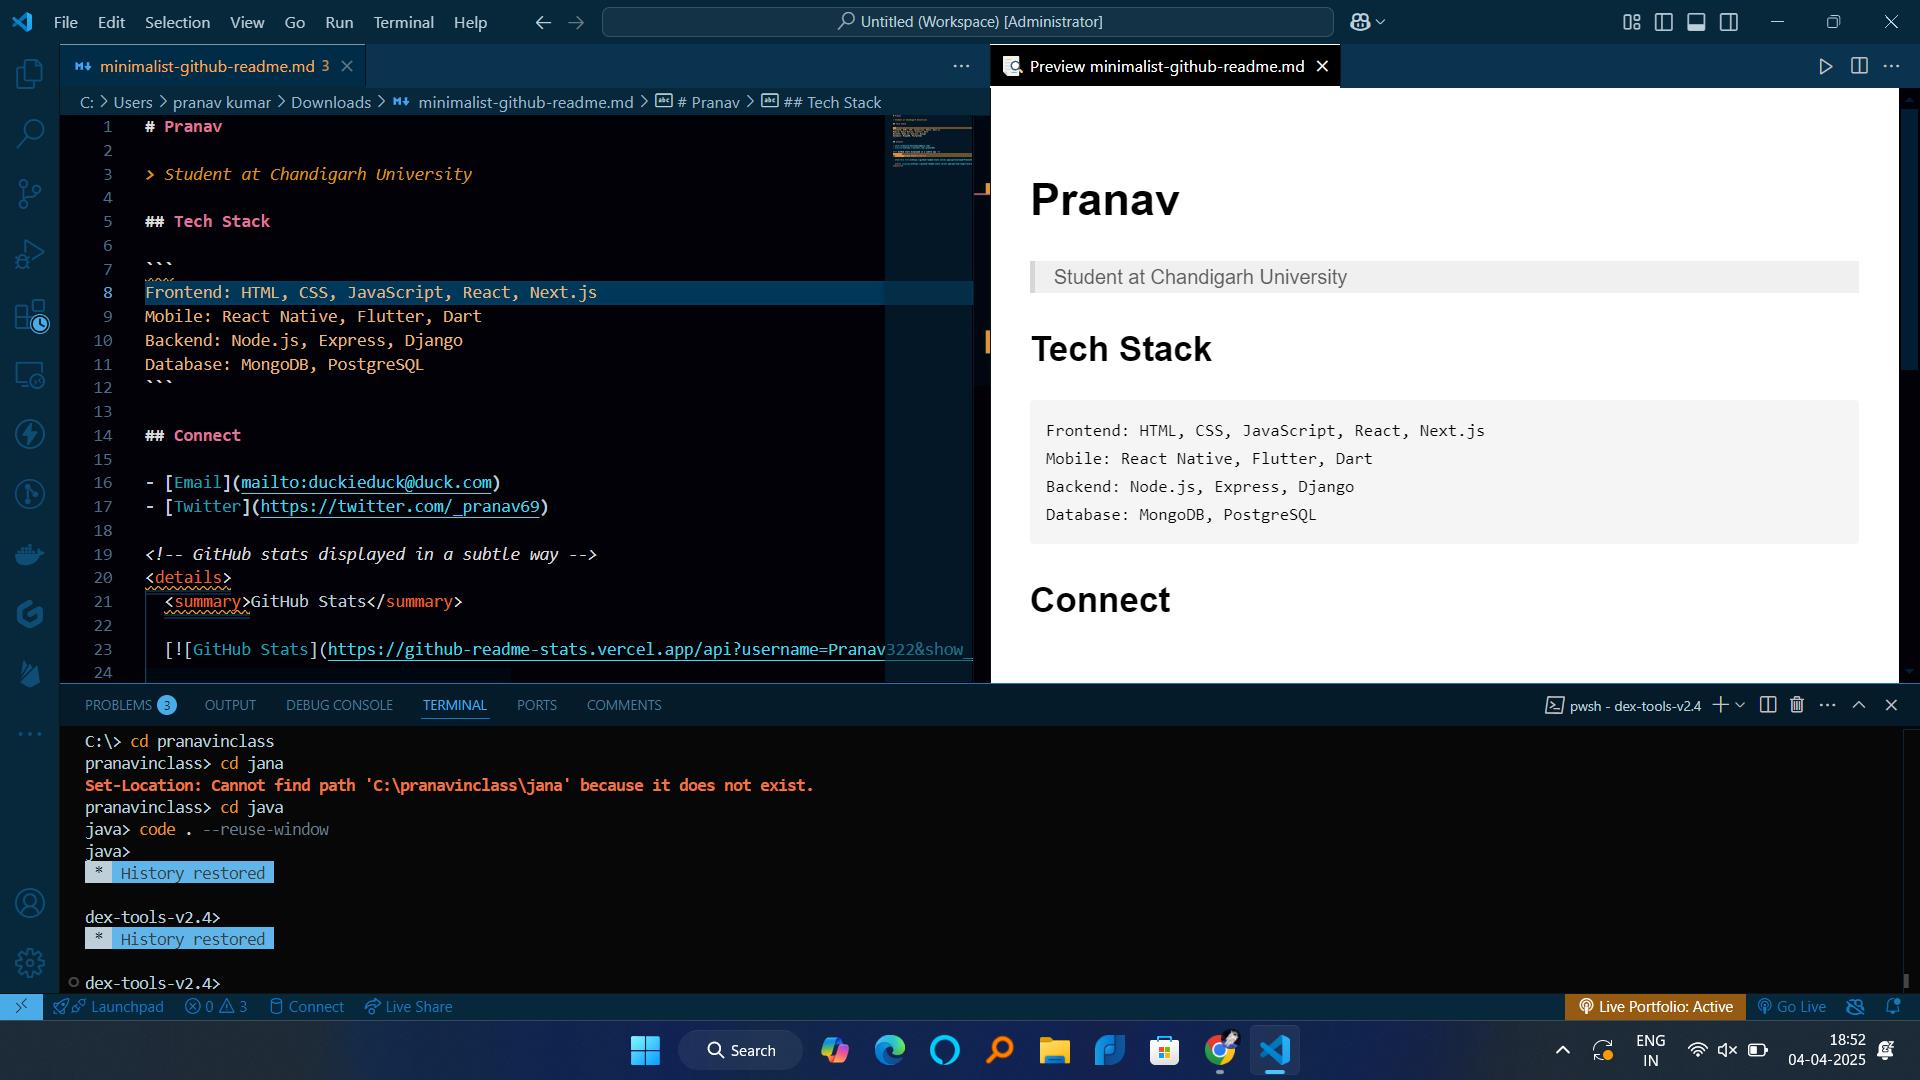 File Edit Selection View Go Run Terminal Help
Untitled (Workspace) [Administrator]
minimalist-github-readme.md 3
C: > Users > pranav kumar > Downloads > minimalist-github-readme.md > # Pranav > ## Tech Stack
1 # Pranav
2
3 > Student at Chandigarh University
4
5 ## Tech Stack
6
7 ```
8 Frontend: HTML, CSS, JavaScript, React, Next.js
9 Mobile: React Native, Flutter, Dart
10 Backend: Node.js, Express, Django
11 Database: MongoDB, PostgreSQL
12 ```
13
14 ## Connect
15
16 - [Email](mailto:duckieduck@duck.com)
17 - [Twitter](https://twitter.com/_pranav69)
18
19 <!-- GitHub stats displayed in a subtle way -->
20 <details>
21 <summary>GitHub Stats</summary>
22
23 [![GitHub Stats](https://github-readme-stats.vercel.app/api?username=Pranav322&show_
24
Preview minimalist-github-readme.md
Pranav
Student at Chandigarh University
Tech Stack
Frontend: HTML, CSS, JavaScript, React, Next.js
Mobile: React Native, Flutter, Dart
Backend: Node.js, Express, Django
Database: MongoDB, PostgreSQL
Connect
PROBLEMS 3 OUTPUT DEBUG CONSOLE TERMINAL PORTS COMMENTS
pwsh - dex-tools-v2.4
C:\> cd pranavinclass
pranavinclass> cd jana
Set-Location: Cannot find path 'C:\pranavinclass\jana' because it does not exist.
pranavinclass> cd java
java> code . --reuse-window
java>
* History restored
dex-tools-v2.4>
* History restored
dex-tools-v2.4>
Launchpad 0 3 Connect Live Share
Live Portfolio: Active Go Live
Search
ENG
IN
18:52
04-04-2025